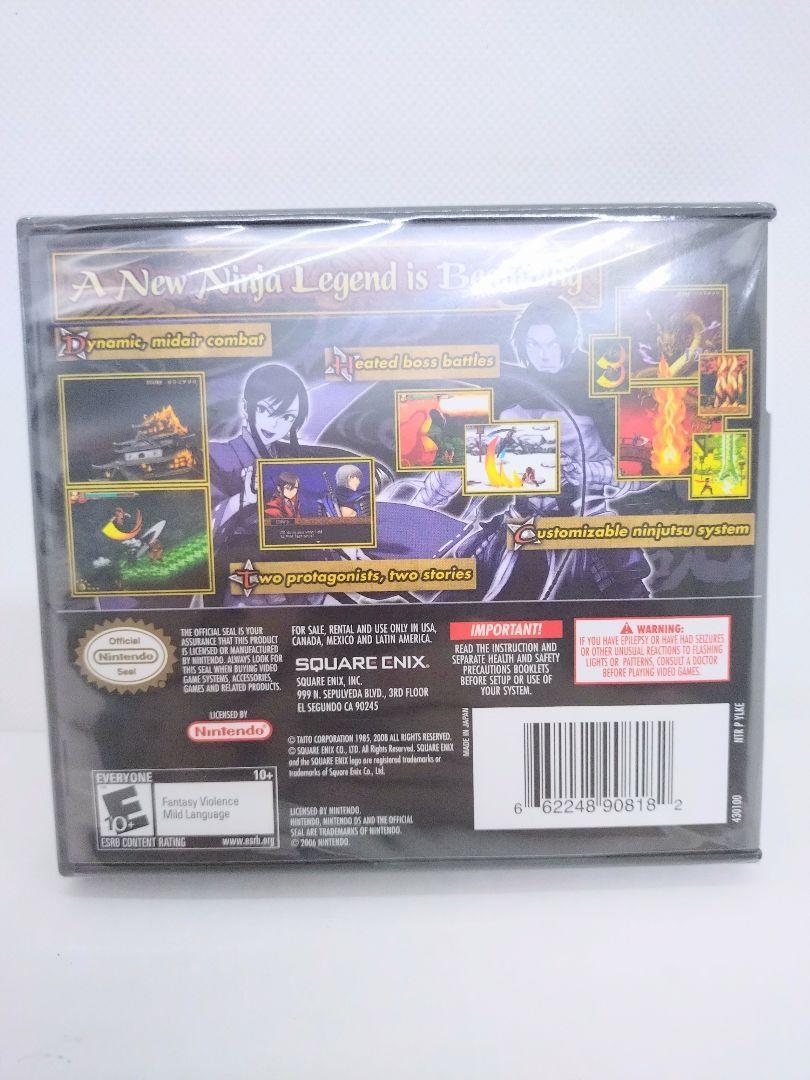 A New Ninja Legend is Beginning
Dynamic, midair combat
Heated boss battles
Customizable ninjutsu system
Two protagonists, two stories
Official
Nintendo
Seal
THE OFFICIAL SEAL IS YOUR
ASSURANCE THAT THIS PRODUCT
IS LICENSED OR MANUFACTURED
BY NINTENDO. ALWAYS LOOK FOR
THIS SEAL WHEN BUYING VIDEO
GAME SYSTEMS, ACCESSORIES,
GAMES AND RELATED PRODUCTS.
LICENSED BY
Nintendo
EVERYONE 10+
E
10+
Fantasy Violence
Mild Language
ESRB CONTENT RATING www.esrb.org
FOR SALE, RENTAL AND USE ONLY IN USA,
CANADA, MEXICO AND LATIN AMERICA.
SQUARE ENIX.
SQUARE ENIX, INC.
999 N. SEPULVEDA BLVD., 3RD FLOOR
EL SEGUNDO CA 90245
© TAITO CORPORATION 1985, 2008 ALL RIGHTS RESERVED.
© SQUARE ENIX CO., LTD. All Rights Reserved. SQUARE ENIX
and the SQUARE ENIX logo are registered trademarks or
trademarks of Square Enix Co., Ltd.
LICENSED BY NINTENDO.
NINTENDO, NINTENDO DS AND THE OFFICIAL
SEAL ARE TRADEMARKS OF NINTENDO.
© 2006 NINTENDO.
IMPORTANT!
READ THE INSTRUCTION AND
SEPARATE HEALTH AND SAFETY
PRECAUTIONS BOOKLETS
BEFORE SETUP OR USE OF
YOUR SYSTEM.
WARNING:
IF YOU HAVE EPILEPSY OR HAVE HAD SEIZURES
OR OTHER UNUSUAL REACTIONS TO FLASHING
LIGHTS OR PATTERNS, CONSULT A DOCTOR
BEFORE PLAYING VIDEO GAMES.
MADE IN JAPAN
6 62248 90818 2
NTR P YLKE
430100